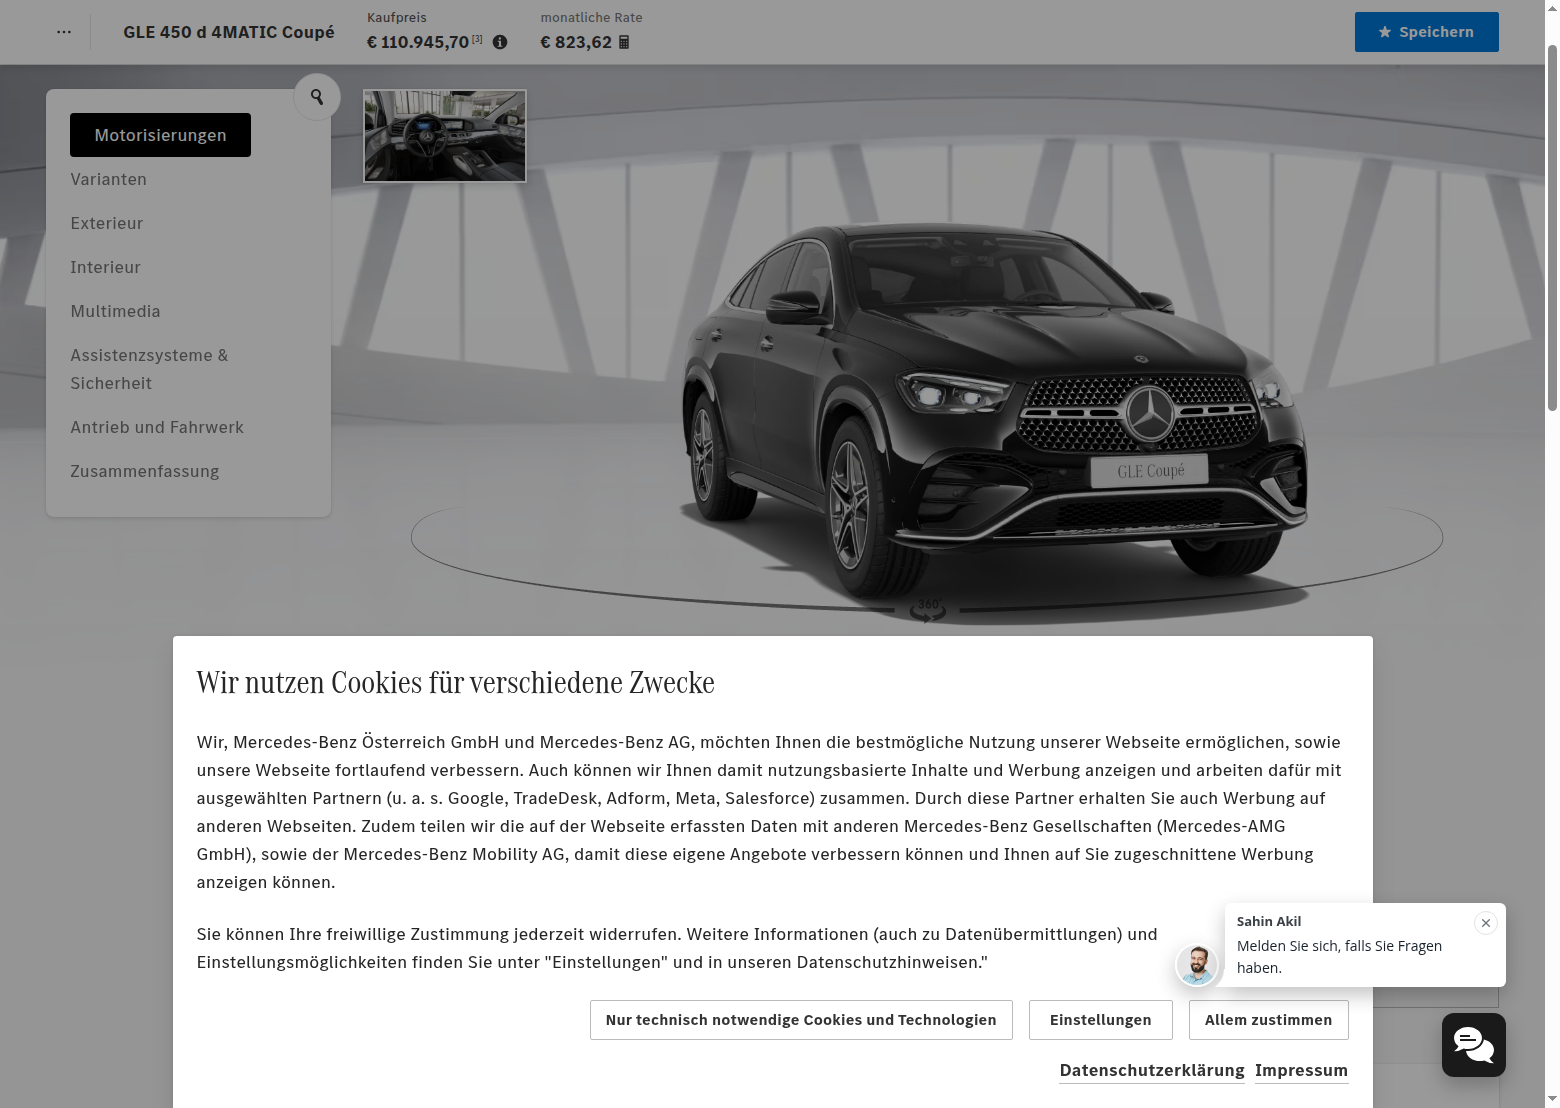 ...
GLE 450 d 4MATIC Coupé
Kaufpreis
€ 110.945,70 [3]
monatliche Rate
€ 823,62
Speichern
Motorisierungen
Varianten
Exterieur
Interieur
Multimedia
Assistenzsysteme &
Sicherheit
Antrieb und Fahrwerk
Zusammenfassung
GLE Coupé
360°
Wir nutzen Cookies für verschiedene Zwecke
Wir, Mercedes-Benz Österreich GmbH und Mercedes-Benz AG, möchten Ihnen die bestmögliche Nutzung unserer Webseite ermöglichen, sowie
unsere Webseite fortlaufend verbessern. Auch können wir Ihnen damit nutzungsbasierte Inhalte und Werbung anzeigen und arbeiten dafür mit
ausgewählten Partnern (u. a. s. Google, TradeDesk, Adform, Meta, Salesforce) zusammen. Durch diese Partner erhalten Sie auch Werbung auf
anderen Webseiten. Zudem teilen wir die auf der Webseite erfassten Daten mit anderen Mercedes-Benz Gesellschaften (Mercedes-AMG
GmbH), sowie der Mercedes-Benz Mobility AG, damit diese eigene Angebote verbessern können und Ihnen auf Sie zugeschnittene Werbung
anzeigen können.
Sie können Ihre freiwillige Zustimmung jederzeit widerrufen. Weitere Informationen (auch zu Datenübermittlungen) und
Einstellungsmöglichkeiten finden Sie unter "Einstellungen" und in unseren Datenschutzhinweisen."
Sahin Akil
Melden Sie sich, falls Sie Fragen
haben.
Nur technisch notwendige Cookies und Technologien
Einstellungen
Allem zustimmen
Datenschutzerklärung
Impressum